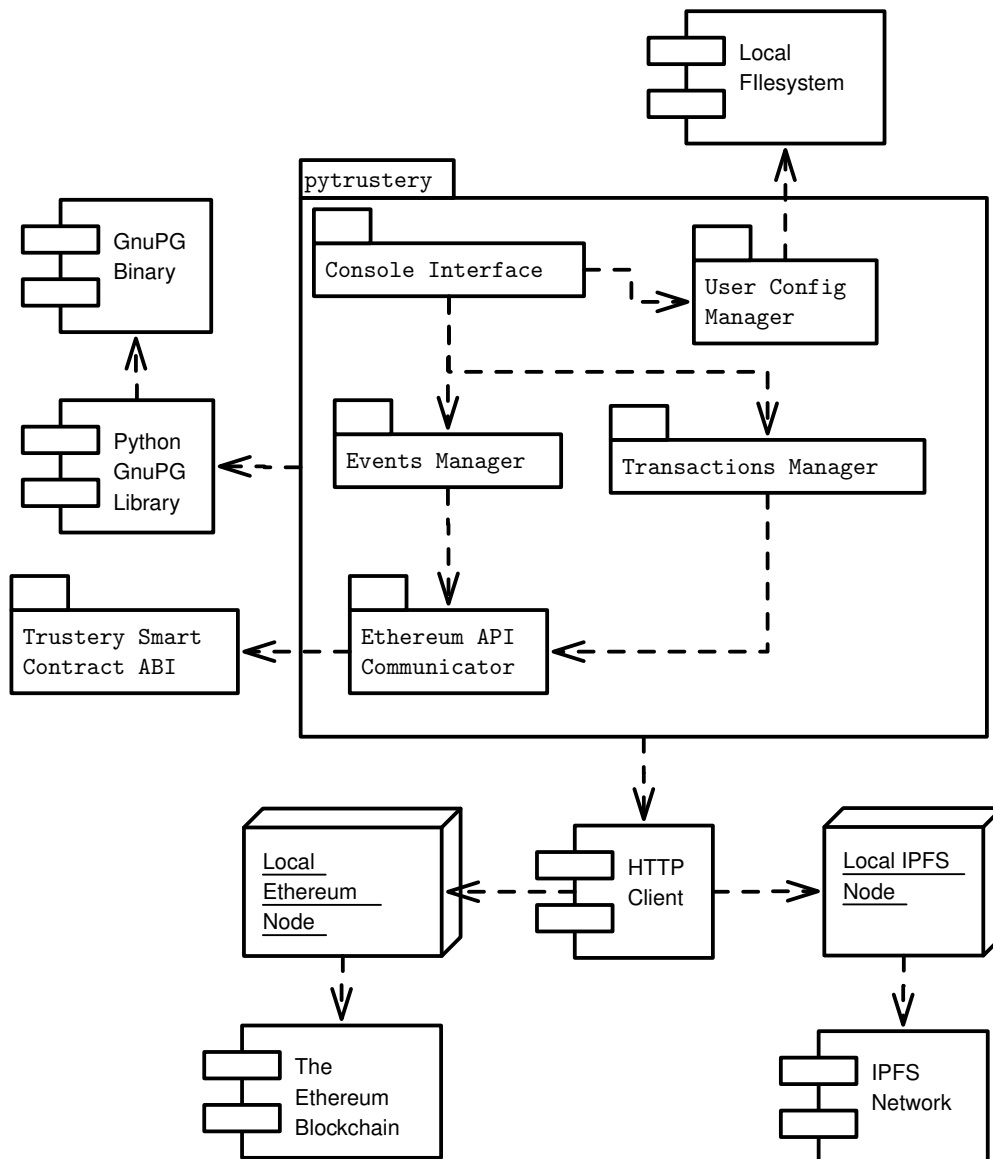 Local
FIlesystem
pytrustery
GnuPG
Binary
Console Interface
User Config
Manager
Python
GnuPG
Library
Events Manager
Transactions Manager
Trustery Smart
Contract ABI
Ethereum API
Communicator
Local
Ethereum
Node
HTTP
Client
Local IPFS
Node
The
Ethereum
Blockchain
IPFS
Network